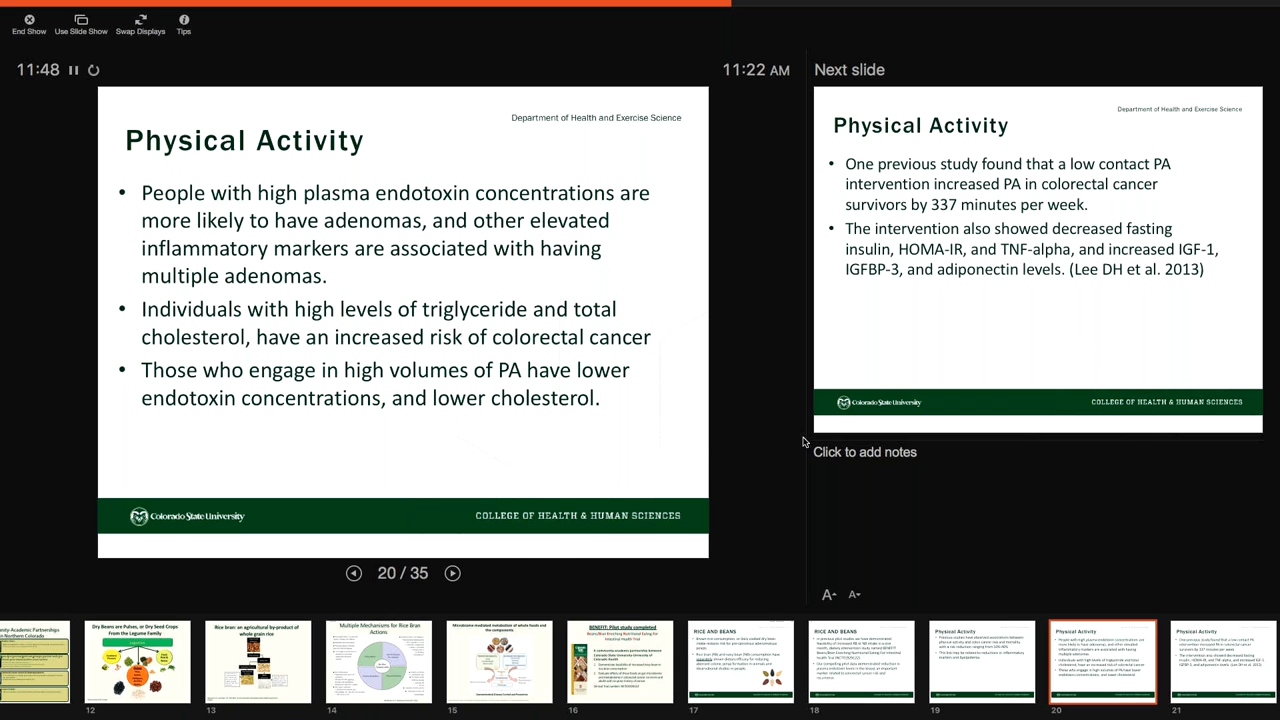 End Show
Use Slide Show
Swap Displays
Tips
11:48
11:22 AM
Next slide
Department of Health and Exercise Science
Physical Activity
• People with high plasma endotoxin concentrations are
more likely to have adenomas, and other elevated
inflammatory markers are associated with having
multiple adenomas.
• Individuals with high levels of triglyceride and total
cholesterol, have an increased risk of colorectal cancer
• Those who engage in high volumes of PA have lower
endotoxin concentrations, and lower cholesterol.
Colorado State University
COLLEGE OF HEALTH & HUMAN SCIENCES
20 / 35
Department of Health and Exercise Science
Physical Activity
• One previous study found that a low contact PA
intervention increased PA in colorectal cancer
survivors by 337 minutes per week.
• The intervention also showed decreased fasting
insulin, HOMA-IR, and TNF-alpha, and increased IGF-1,
IGFBP-3, and adiponectin levels. (Lee DH et al. 2013)
Colorado State University
COLLEGE OF HEALTH & HUMAN SCIENCES
Click to add notes
A
A
Dry Beans are Pulses, or Dry Seed Crops
From the Legume Family
12
Rice bran: an agricultural by-product of
whole grain rice
13
Multiple Mechanisms for Rice Bran
Actions
14
15
BENEFIT: Pilot study completed
16
RICE AND BEANS
17
RICE AND BEANS
18
Physical Activity
19
Physical Activity
20
Physical Activity
21